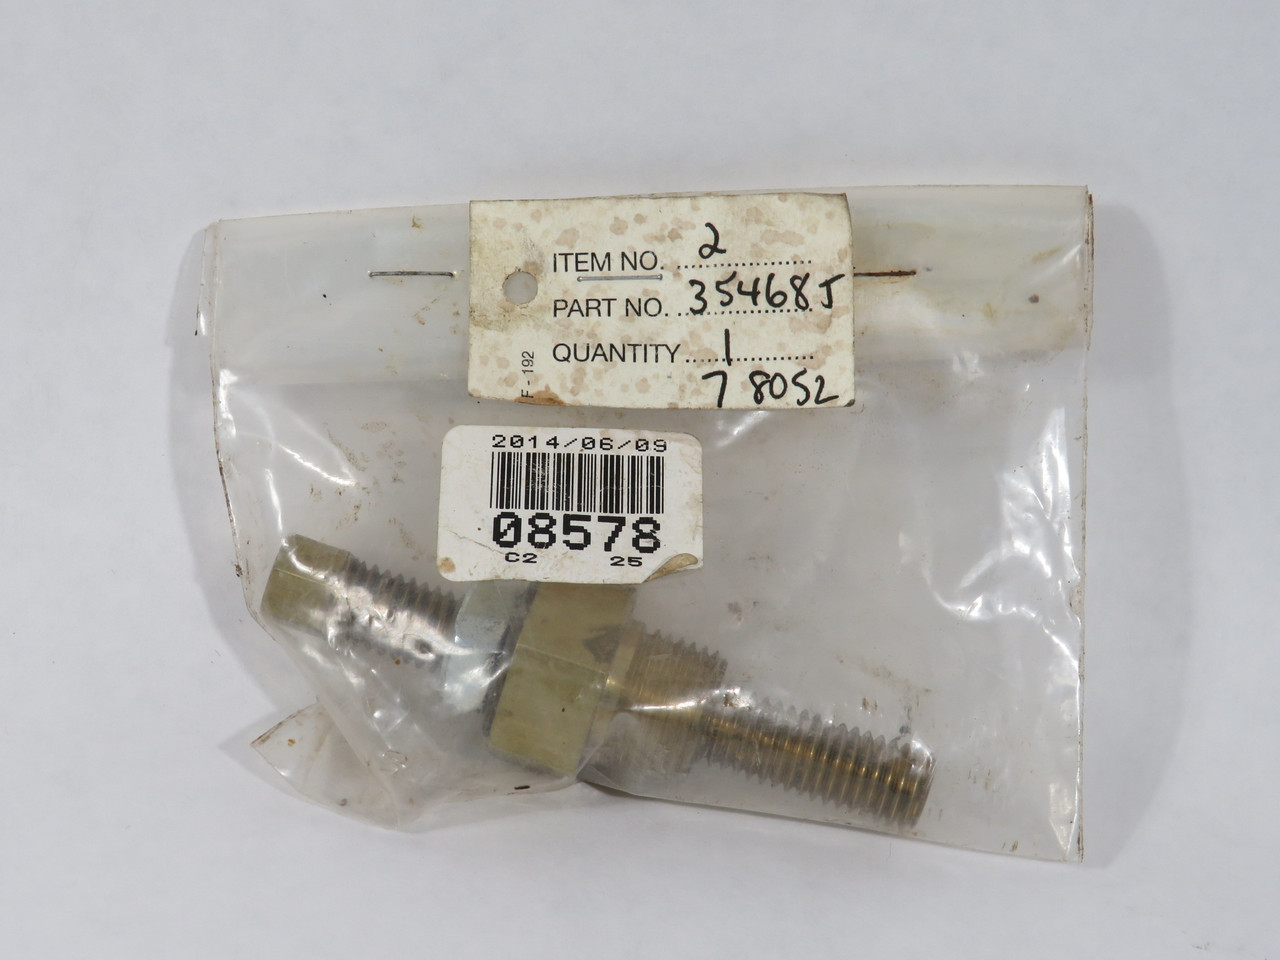 ITEM NO. 2
PART NO. 35468J
QUANTITY 1
7 8052
F - 192
2014/06/09
08578
C2 25